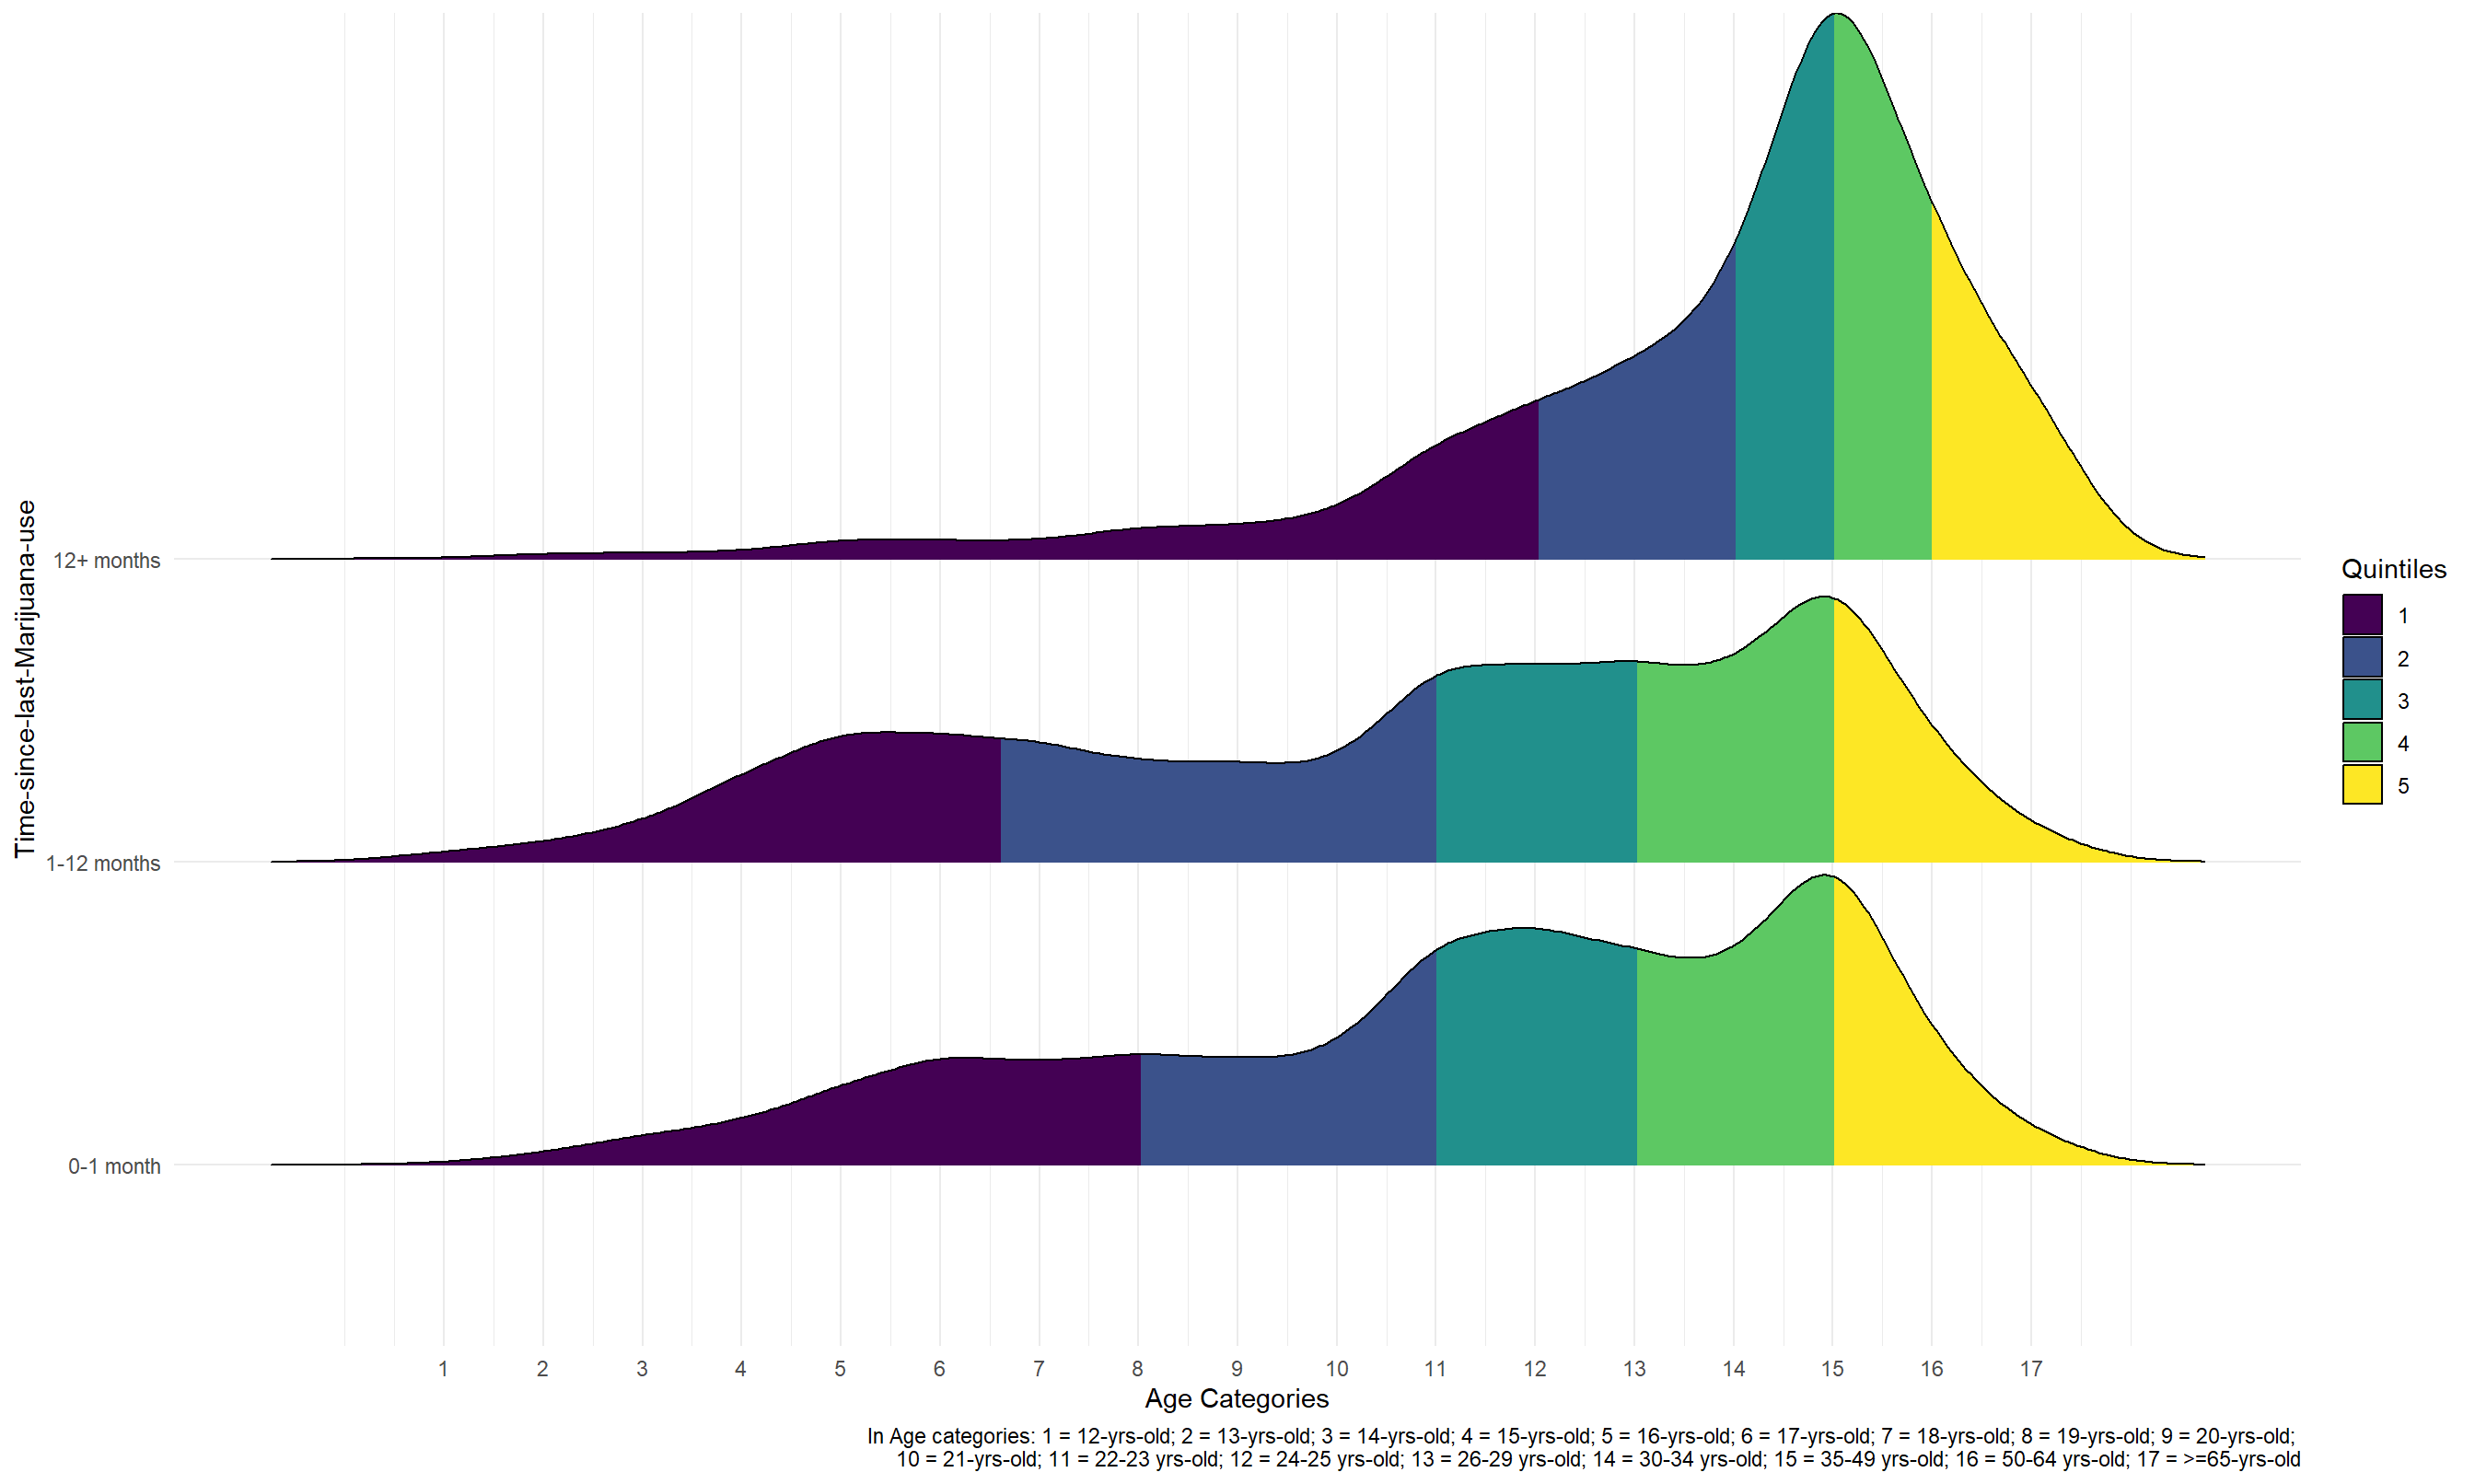 Time-since-last-Marijuana-use
12+ months
1-12 months
0-1 month
Quintiles
1
2
3
4
5
1 2 3 4 5 6 7 8 9 10 11 12 13 14 15 16 17
Age Categories
In Age categories: 1 = 12-yrs-old; 2 = 13-yrs-old; 3 = 14-yrs-old; 4 = 15-yrs-old; 5 = 16-yrs-old; 6 = 17-yrs-old; 7 = 18-yrs-old; 8 = 19-yrs-old; 9 = 20-yrs-old;
10 = 21-yrs-old; 11 = 22-23 yrs-old; 12 = 24-25 yrs-old; 13 = 26-29 yrs-old; 14 = 30-34 yrs-old; 15 = 35-49 yrs-old; 16 = 50-64 yrs-old; 17 = >=65-yrs-old